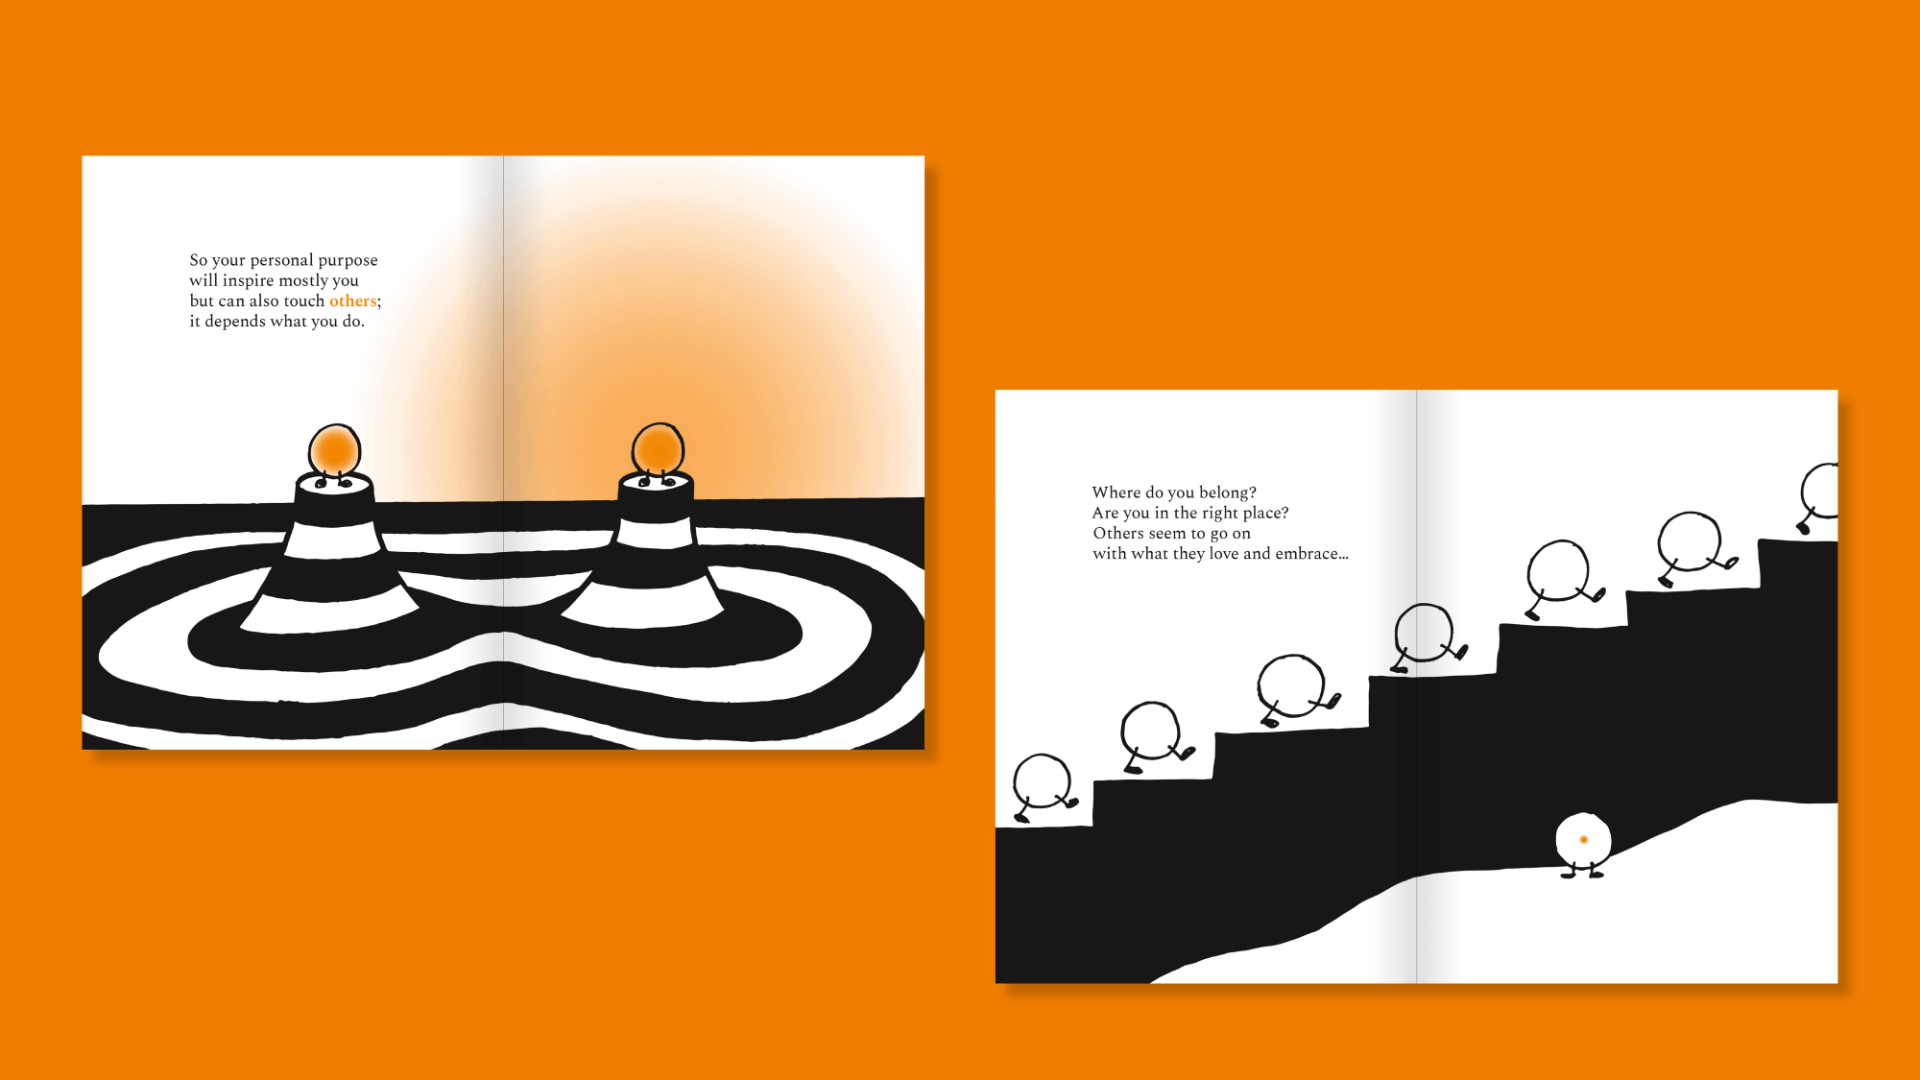 So your personal purpose
will inspire mostly you
but can also touch others;
it depends what you do.
Where do you belong?
Are you in the right place?
Others seem to go on
with what they love and embrace...